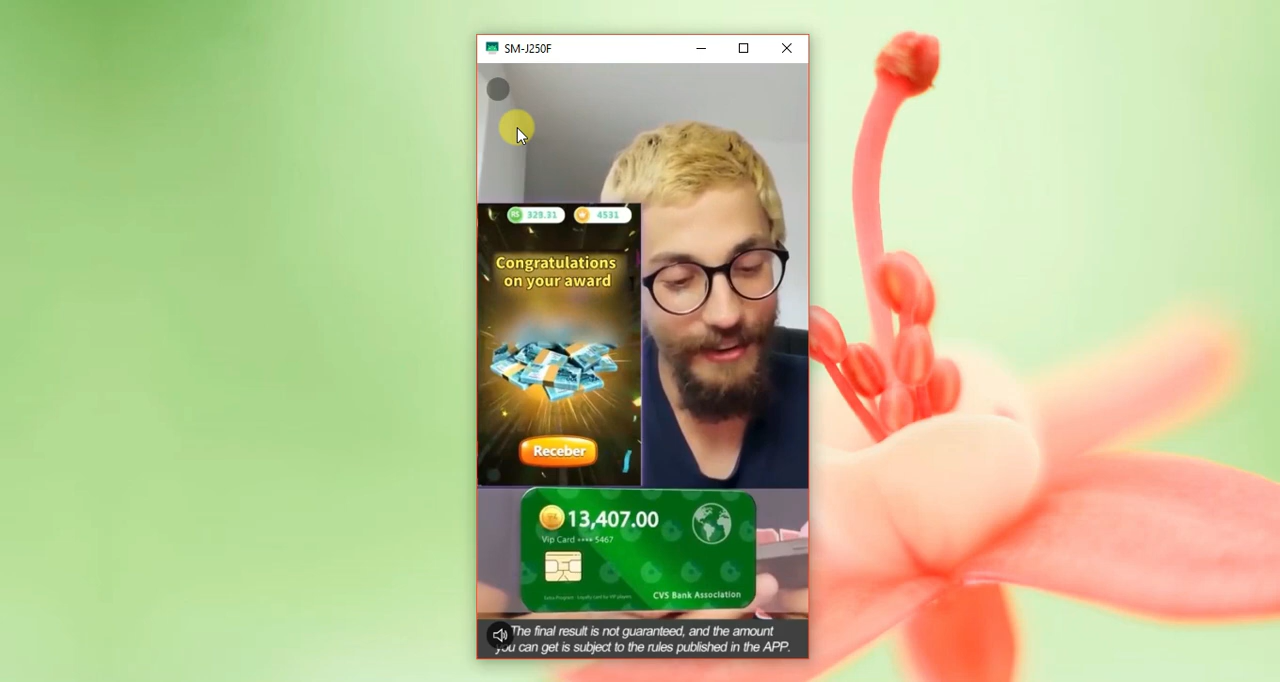 SM-J250F
R$ 329.31 4531
Congratulations
on your award
Receber
13,407.00
Vip Card •••• 5467
CVS Bank Association
The final result is not guaranteed, and the amount
you can get is subject to the rules published in the APP.